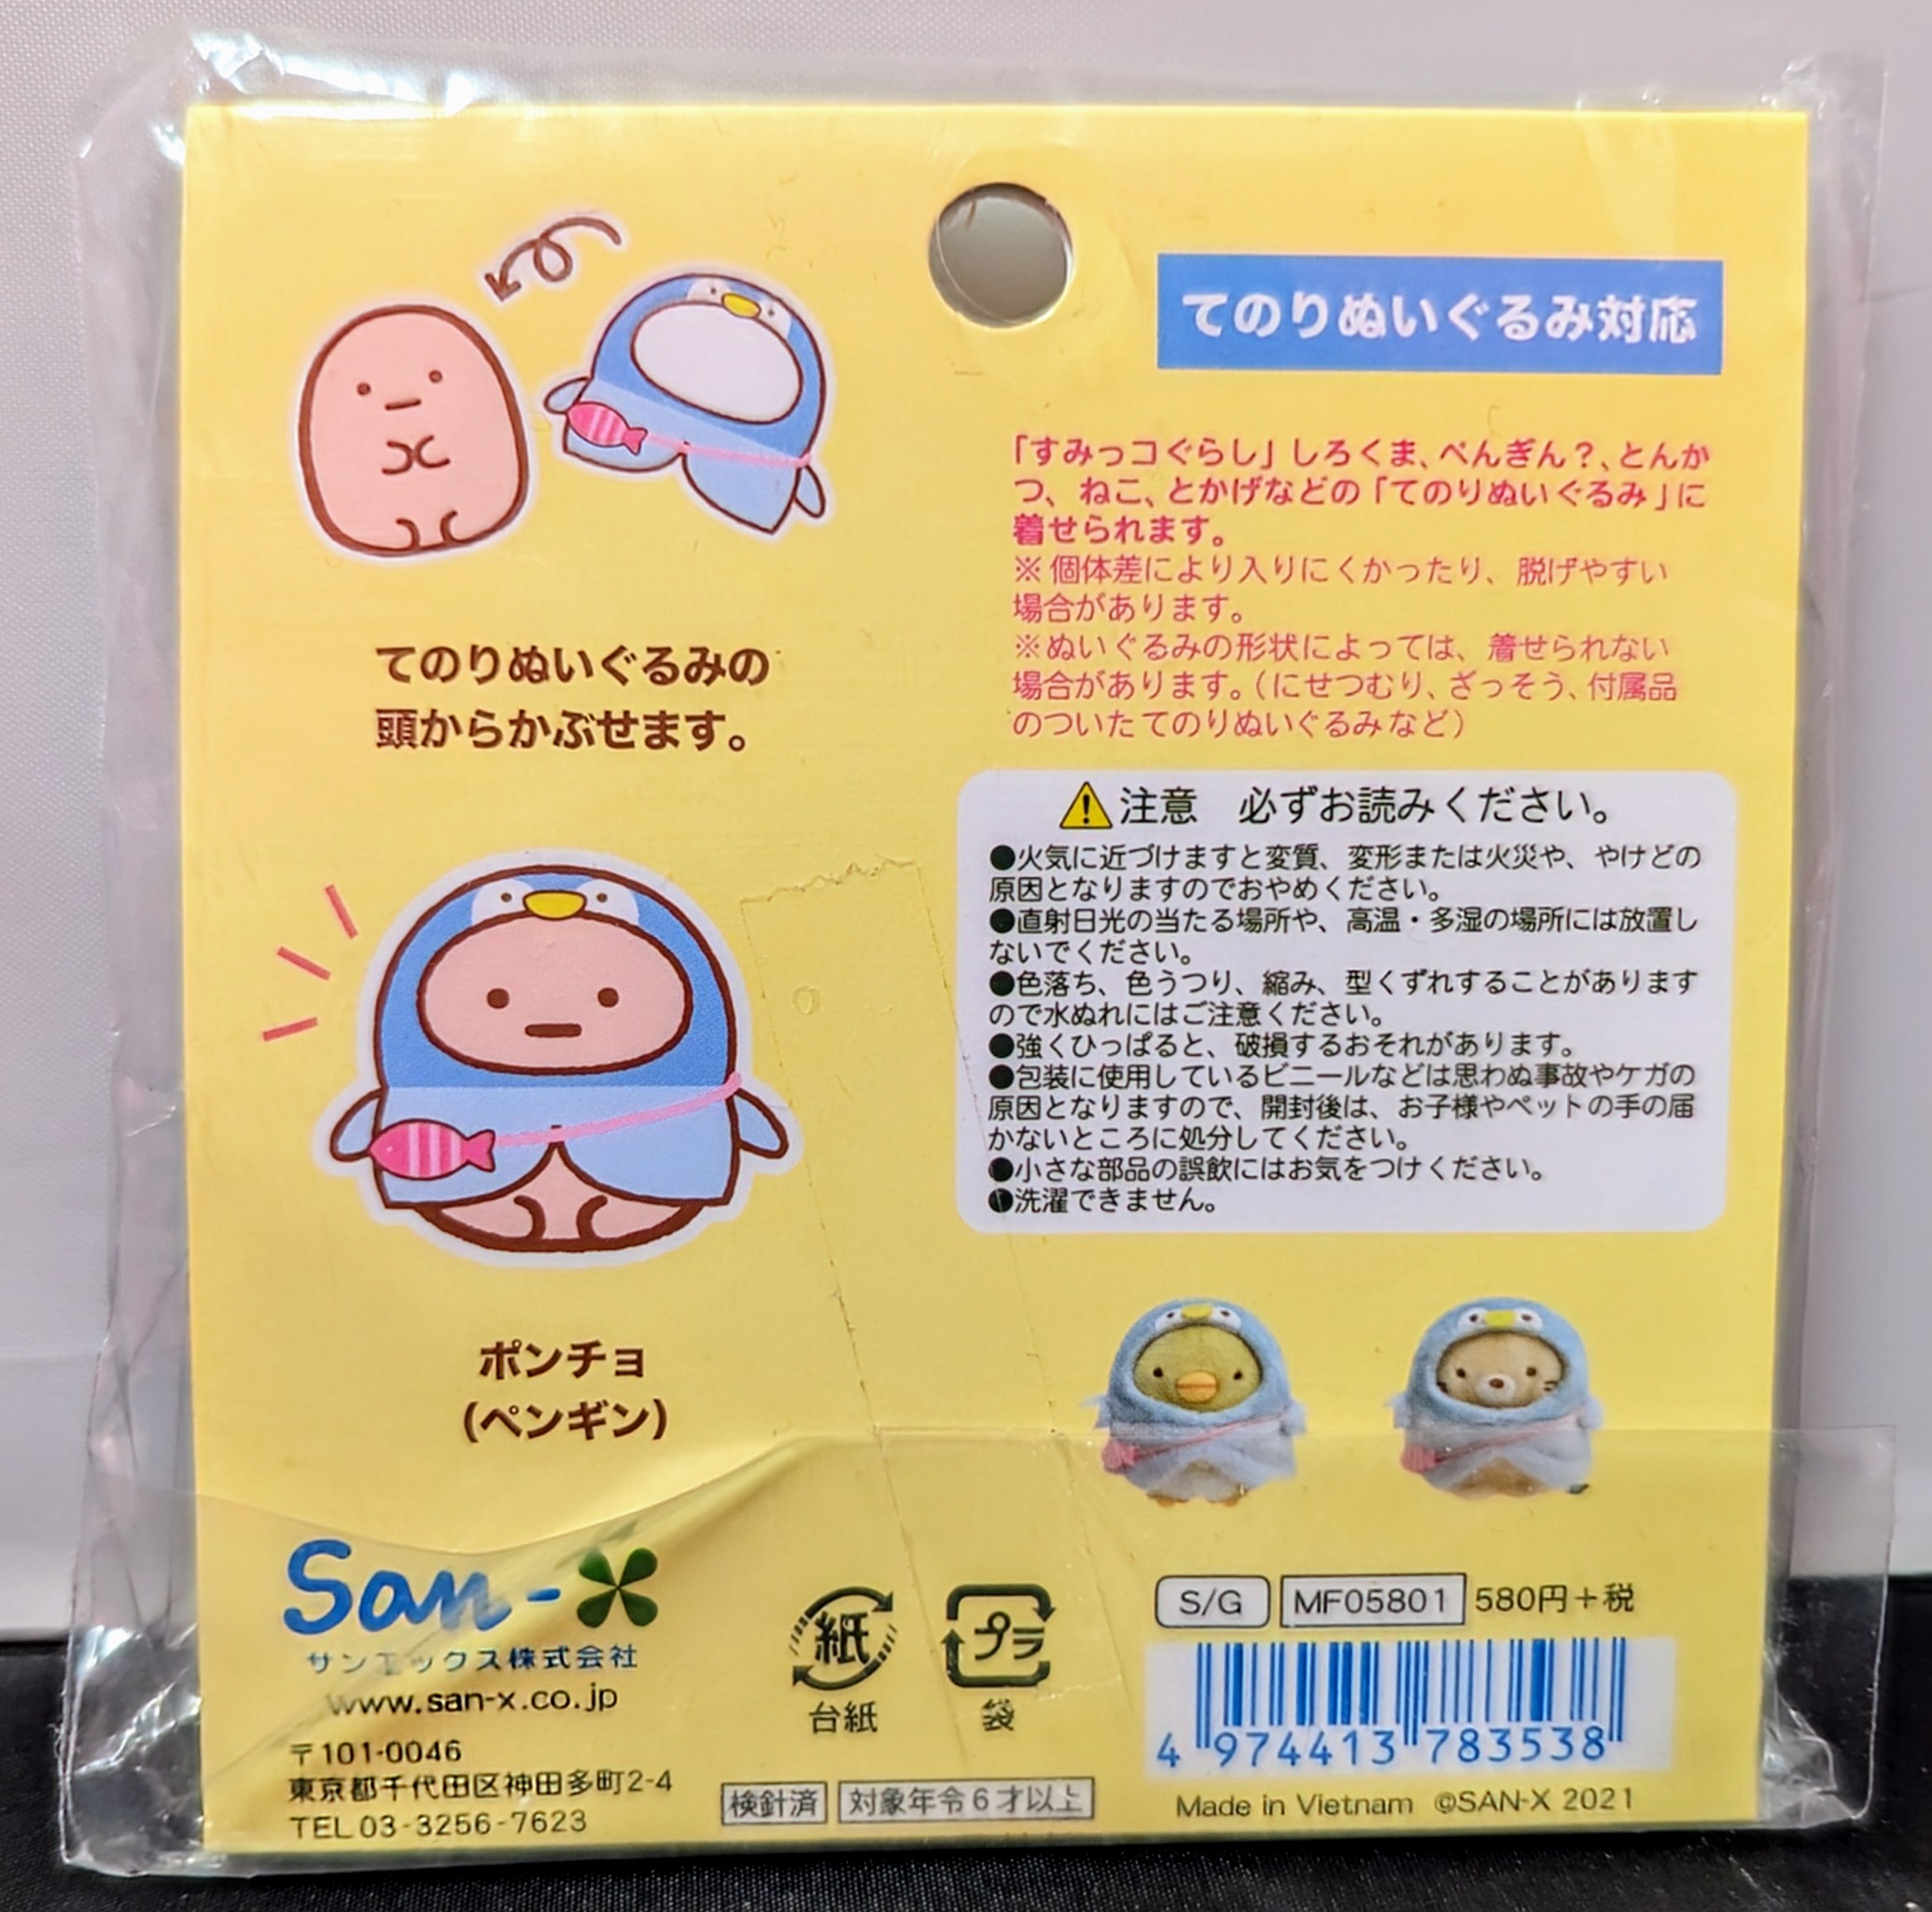 てのりぬいぐるみ対応
「すみっコぐらし」しろくま、ぺんぎん？、とんか
つ、ねこ、とかげなどの「てのりぬいぐるみ」に
着せられます。
※個体差により入りにくかったり、脱げやすい
場合があります。
※ぬいぐるみの形状によっては、着せられない
場合があります。（にせつむり、ざっそう、付属品
のついた てのりぬいぐるみなど）
てのりぬいぐるみの
頭からかぶせます。
ポンチョ
(ペンギン)
注意　必ずお読みください。
●火気に近づけますと変質、変形または火災や、やけどの
原因となりますのでおやめください。
●直射日光の当たる場所や、高温・多湿の場所には放置し
ないでください。
●色落ち、色うつり、縮み、型くずれすることがあります
ので水ぬれにはご注意ください。
●強くひっぱると、破損するおそれがあります。
●包装に使用しているビニールなどは思わぬ事故やケガの
原因となりますので、開封後は、お子様やペットの手の届
かないところに処分してください。
●小さな部品の誤飲にはお気をつけください。
●洗濯できません。
San-X
サンエックス株式会社
www.san-x.co.jp
〒101-0046
東京都千代田区神田多町2-4
TEL 03-3256-7623
紙
台紙
プラ
袋
検針済 対象年令6才以上
S/G MF05801 580円＋税
4 974413 783538
Made in Vietnam ©SAN-X 2021